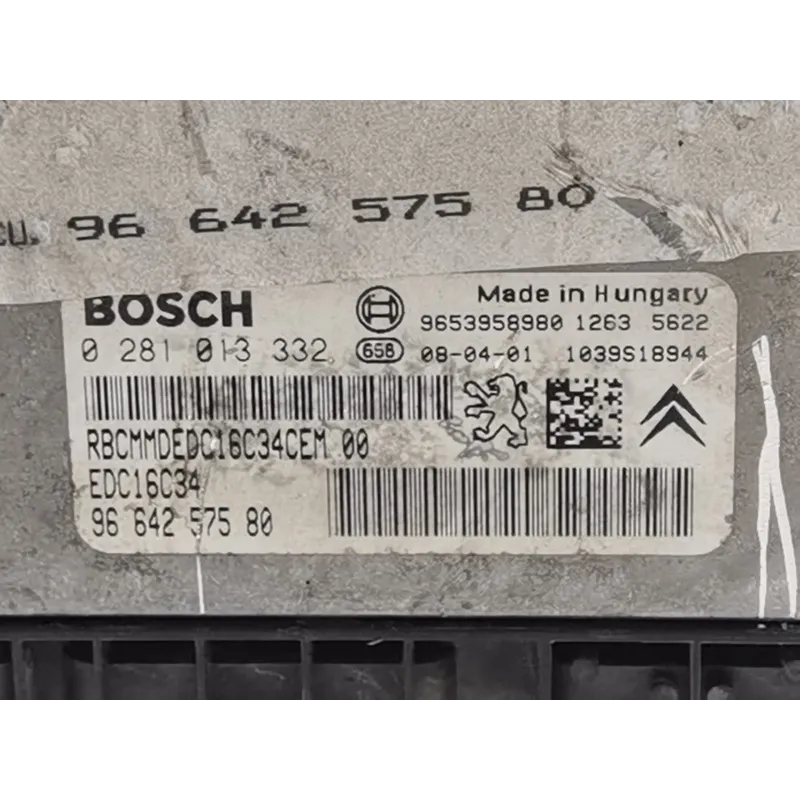 CU. 96 642 575 80
BOSCH
Made in Hungary
9653958980 1263 5622
0 281 013 332
658
08-04-01 1039S18944
RBCMMDEDC16C34CEM 00
EDC16C34
96 642 575 80